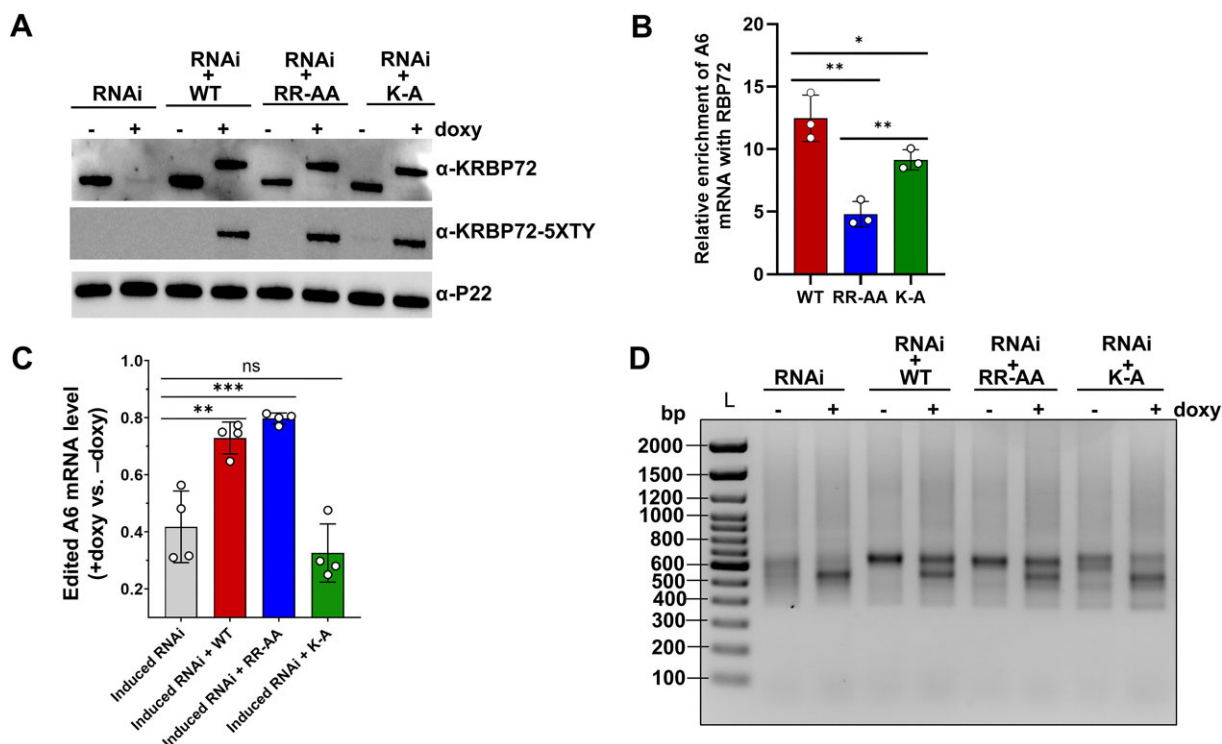 A
RNAi
RNAi
+
WT
RNAi
+
RR-AA
RNAi
+
K-A
- + - + - + - + doxy
α-KRBP72
α-KRBP72-5XTY
α-P22
B
Relative enrichment of A6
mRNA with RBP72
20
15
10
5
0
*
**
**
WT RR-AA K-A
C
Edited A6 mRNA level
(+doxy vs. –doxy)
1.0
0.8
0.6
0.4
0.2
ns
***
**
Induced RNAi
Induced RNAi + WT
Induced RNAi + RR-AA
Induced RNAi + K-A
D
RNAi
RNAi
+
WT
RNAi
+
RR-AA
RNAi
+
K-A
bp L - + - + - + - + doxy
2000
1500
1200
1000
800
600
500
400
300
200
100